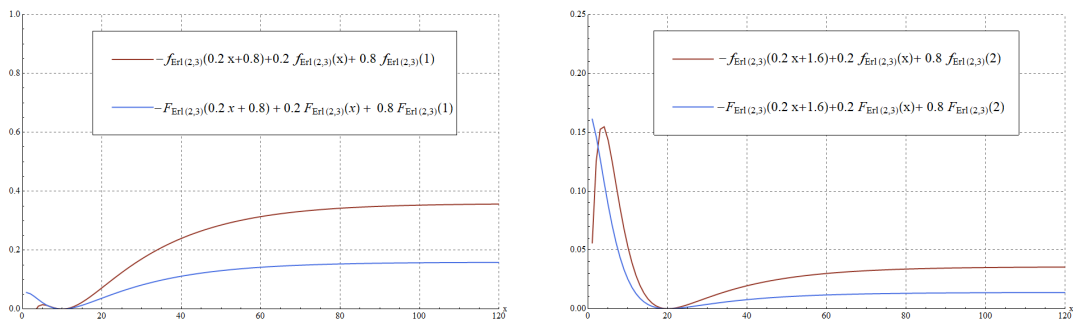 1.0
−f_Erl(2,3)(0.2 x+0.8)+0.2 f_Erl(2,3)(x)+ 0.8 f_Erl(2,3)(1)
0.8
−F_Erl(2,3)(0.2 x + 0.8) + 0.2 F_Erl(2,3)(x) + 0.8 F_Erl(2,3)(1)
0.6
0.4
0.2
0.0
0 20 40 60 80 100 120
x
0.25
−f_Erl(2,3)(0.2 x+1.6)+0.2 f_Erl(2,3)(x)+ 0.8 f_Erl(2,3)(2)
0.20
−F_Erl(2,3)(0.2 x+1.6)+0.2 F_Erl(2,3)(x)+ 0.8 F_Erl(2,3)(2)
0.15
0.10
0.05
0.00
0 20 40 60 80 100 120
x